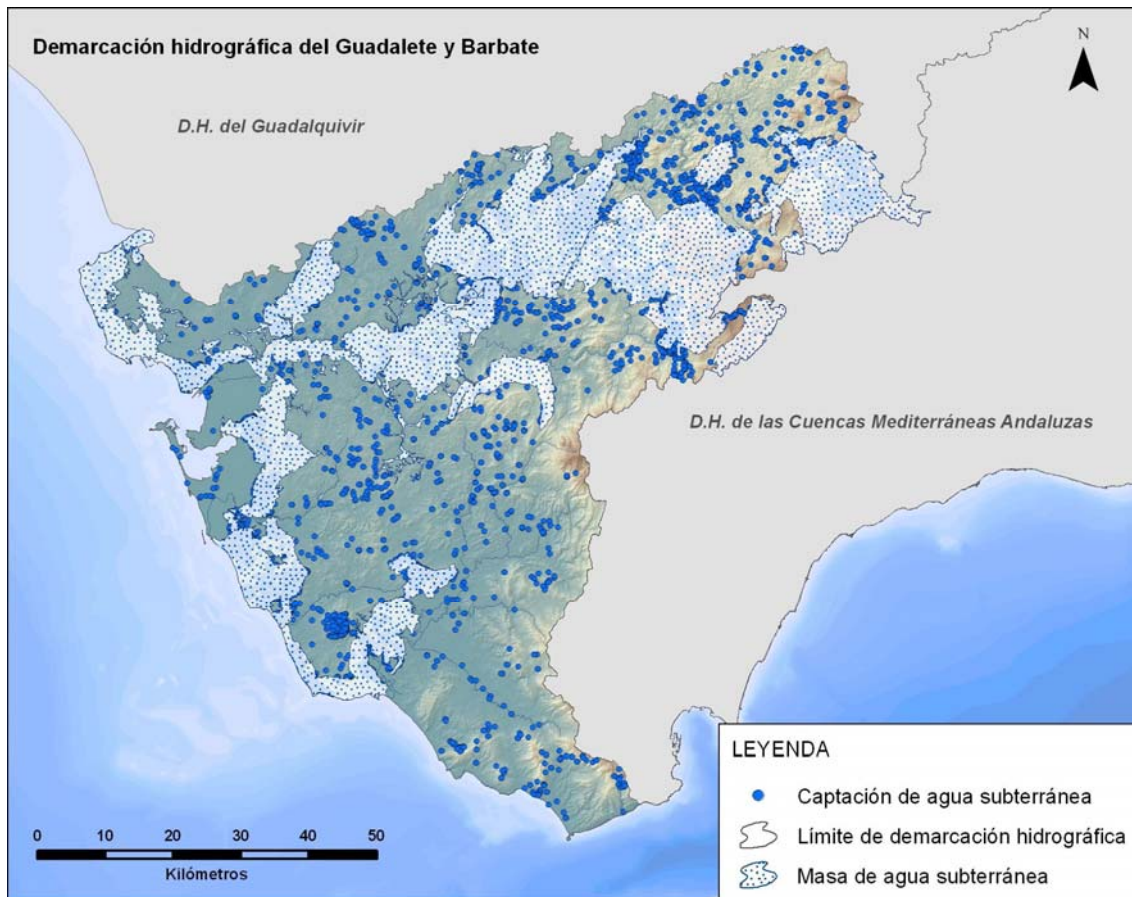 Demarcación hidrográfica del Guadalete y Barbate
N
D.H. del Guadalquivir
D.H. de las Cuencas Mediterráneas Andaluzas
LEYENDA
Captación de agua subterránea
Límite de demarcación hidrográfica
Masa de agua subterránea
0 10 20 30 40 50
Kilómetros